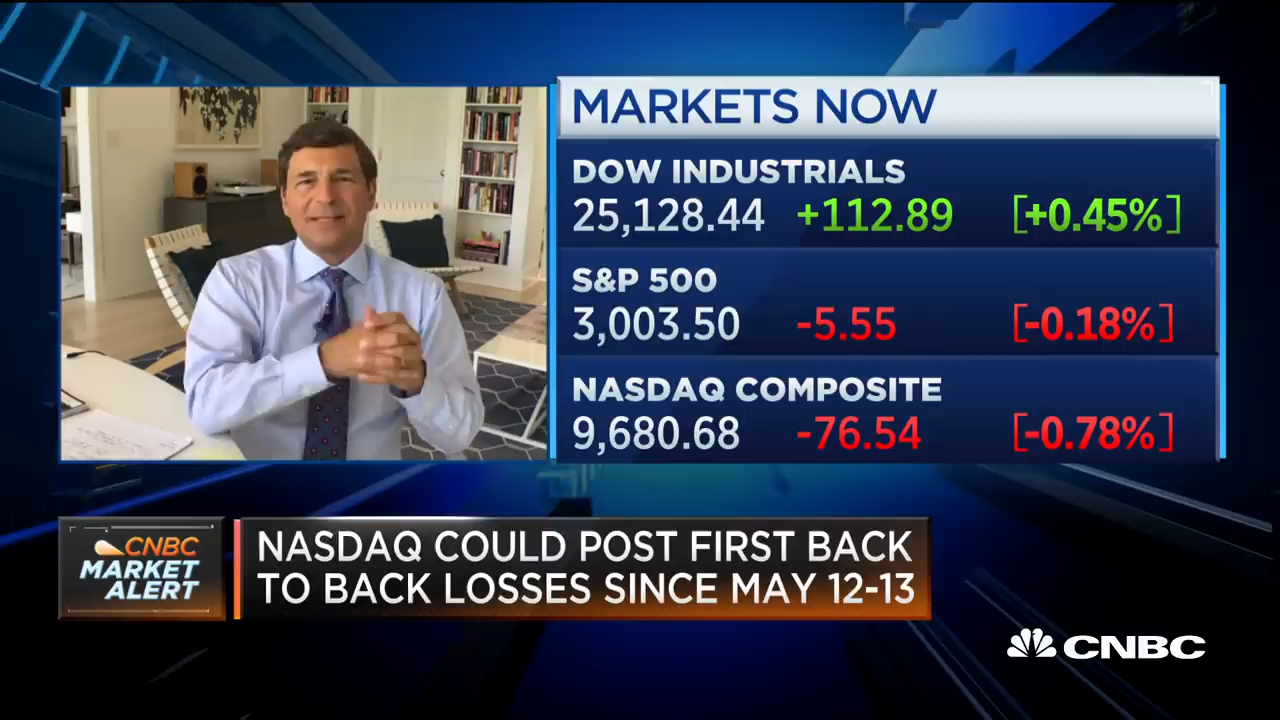 MARKETS NOW
DOW INDUSTRIALS
25,128.44 +112.89 [+0.45%]
S&P 500
3,003.50 -5.55 [-0.18%]
NASDAQ COMPOSITE
9,680.68 -76.54 [-0.78%]
CNBC
MARKET
ALERT
NASDAQ COULD POST FIRST BACK
TO BACK LOSSES SINCE MAY 12-13
CNBC